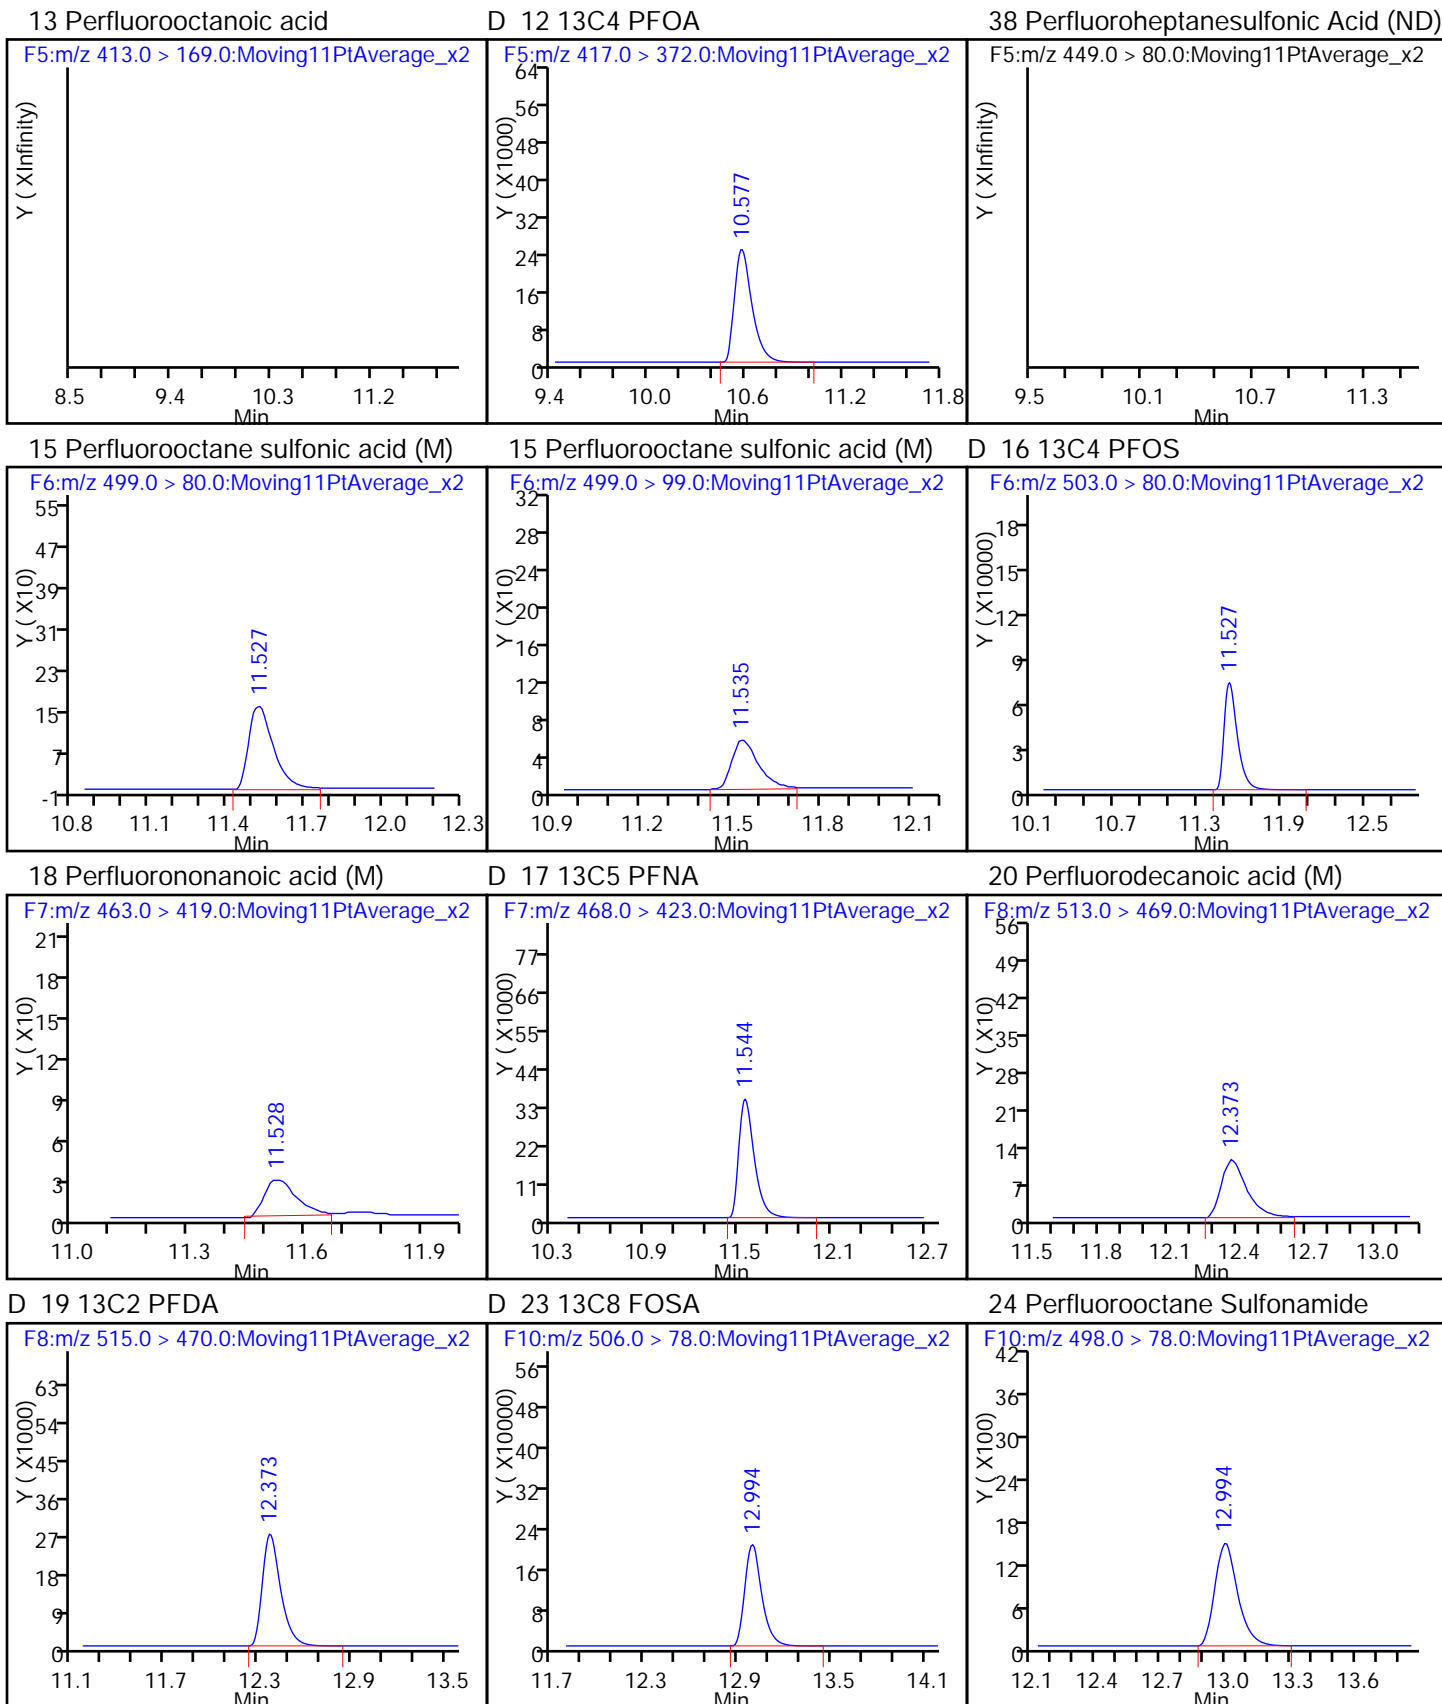 13 Perfluorooctanoic acid
F5:m/z 413.0 > 169.0:Moving11PtAverage_x2
Y ( XInfinity)
8.5 9.4 10.3 11.2
Min
D 12 13C4 PFOA
F5:m/z 417.0 > 372.0:Moving11PtAverage_x2
64
56
48
40
32
24
16
8
0
Y ( X1000)
10.577
9.4 10.0 10.6 11.2 11.8
Min
38 Perfluoroheptanesulfonic Acid (ND)
F5:m/z 449.0 > 80.0:Moving11PtAverage_x2
Y ( XInfinity)
9.5 10.1 10.7 11.3
Min
15 Perfluorooctane sulfonic acid (M)
F6:m/z 499.0 > 80.0:Moving11PtAverage_x2
55
47
39
31
23
15
7
-1
Y ( X10)
11.527
10.8 11.1 11.4 11.7 12.0 12.3
Min
15 Perfluorooctane sulfonic acid (M)
F6:m/z 499.0 > 99.0:Moving11PtAverage_x2
32
28
24
20
16
12
8
4
0
Y ( X10)
11.535
10.9 11.2 11.5 11.8 12.1
Min
D 16 13C4 PFOS
F6:m/z 503.0 > 80.0:Moving11PtAverage_x2
18
15
12
9
6
3
0
Y ( X10000)
11.527
10.1 10.7 11.3 11.9 12.5
Min
18 Perfluorononanoic acid (M)
F7:m/z 463.0 > 419.0:Moving11PtAverage_x2
21
18
15
12
9
6
3
0
Y ( X10)
11.528
11.0 11.3 11.6 11.9
Min
D 17 13C5 PFNA
F7:m/z 468.0 > 423.0:Moving11PtAverage_x2
77
66
55
44
33
22
11
0
Y ( X1000)
11.544
10.3 10.9 11.5 12.1 12.7
Min
20 Perfluorodecanoic acid (M)
F8:m/z 513.0 > 469.0:Moving11PtAverage_x2
56
49
42
35
28
21
14
7
0
Y ( X10)
12.373
11.5 11.8 12.1 12.4 12.7 13.0
Min
D 19 13C2 PFDA
F8:m/z 515.0 > 470.0:Moving11PtAverage_x2
63
54
45
36
27
18
9
0
Y ( X1000)
12.373
11.1 11.7 12.3 12.9 13.5
Min
D 23 13C8 FOSA
F10:m/z 506.0 > 78.0:Moving11PtAverage_x2
56
48
40
32
24
16
8
0
Y ( X10000)
12.994
11.7 12.3 12.9 13.5 14.1
Min
24 Perfluorooctane Sulfonamide
F10:m/z 498.0 > 78.0:Moving11PtAverage_x2
42
36
30
24
18
12
6
0
Y ( X100)
12.994
12.1 12.4 12.7 13.0 13.3 13.6
Min